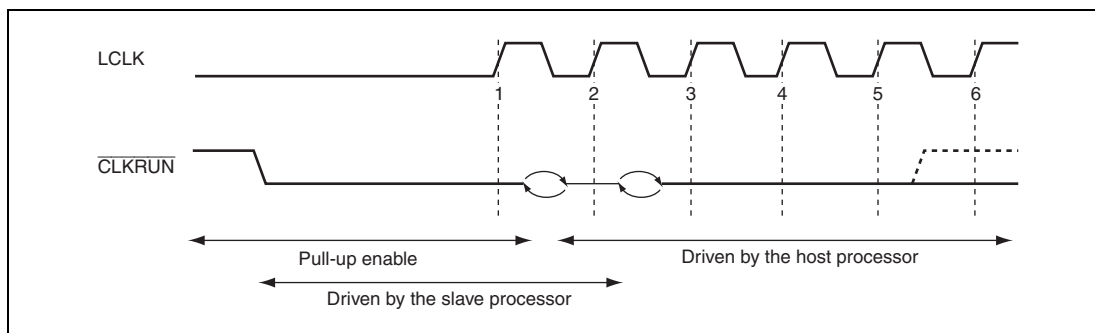 LCLK
1 2 3 4 5 6
CLKRUN
Pull-up enable
Driven by the host processor
Driven by the slave processor